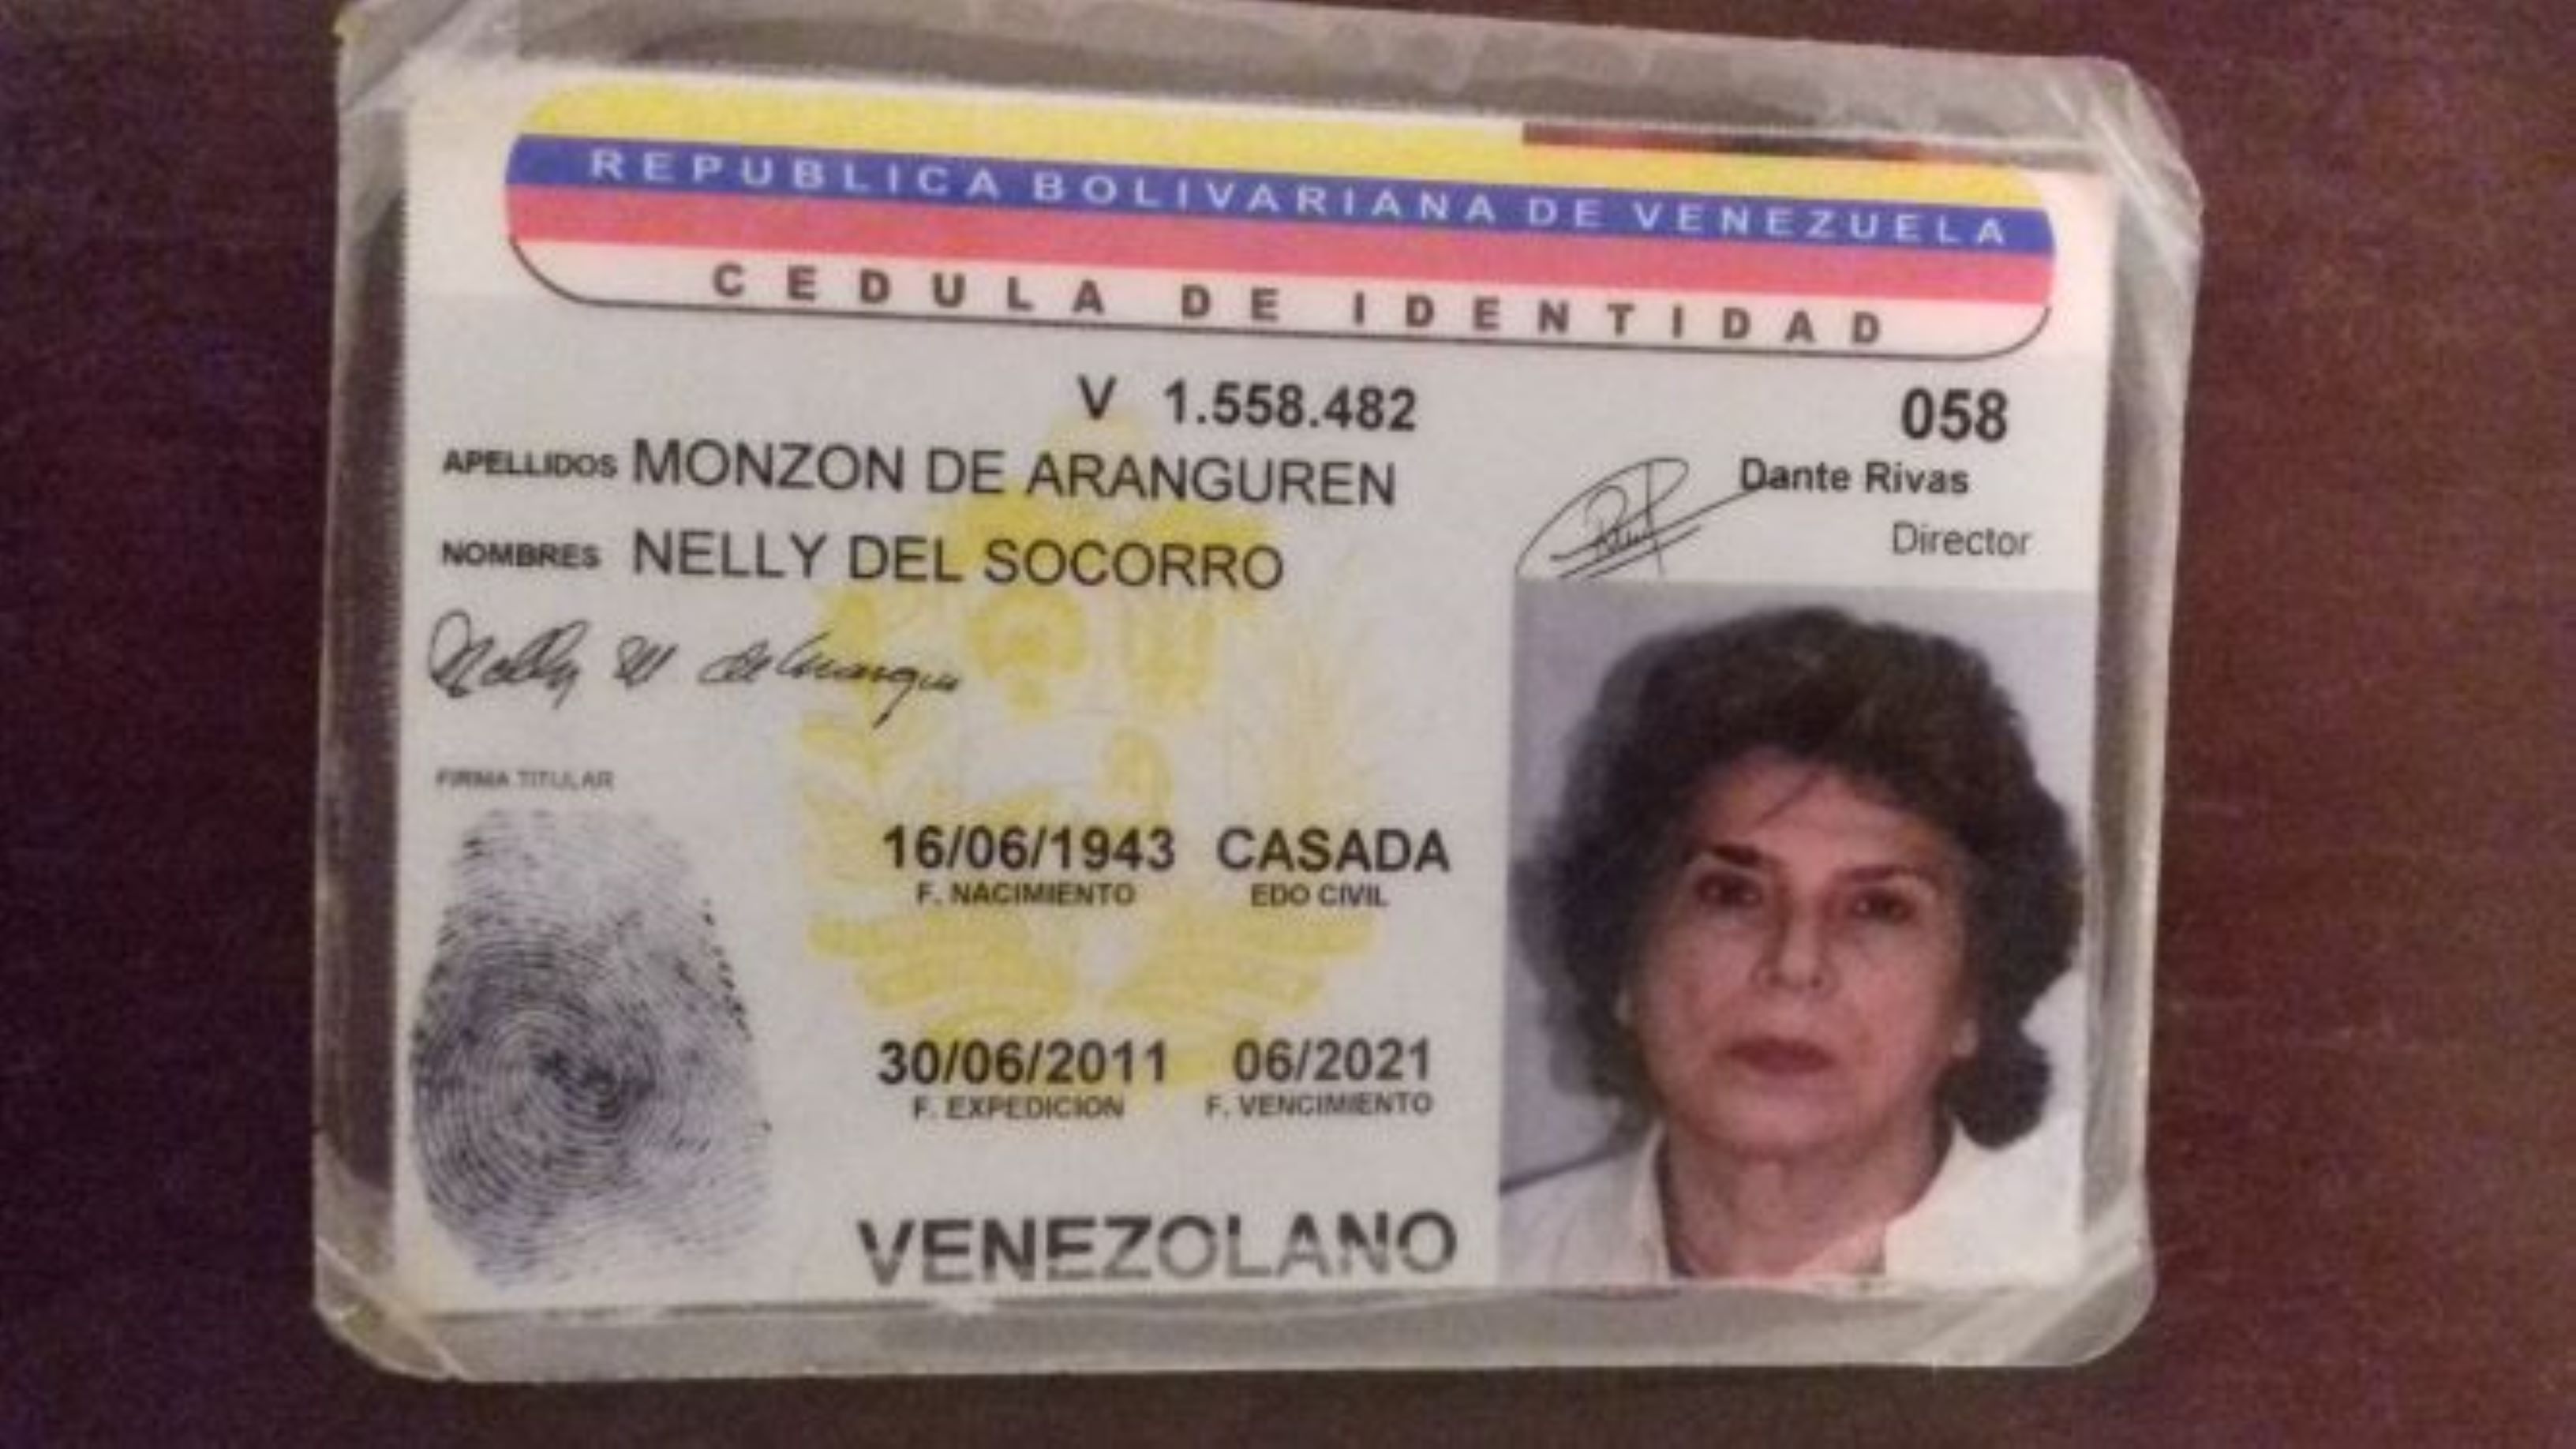 REPUBLICA BOLIVARIANA DE VENEZUELA
CEDULA DE IDENTIDAD
V 1.558.482 058
APELLIDOS MONZON DE ARANGUREN
Dante Rivas
Director
NOMBRES NELLY DEL SOCORRO
Nelly M de
FIRMA TITULAR
16/06/1943 CASADA
F. NACIMIENTO EDO CIVIL
30/06/2011 06/2021
F. EXPEDICION F. VENCIMIENTO
VENEZOLANO